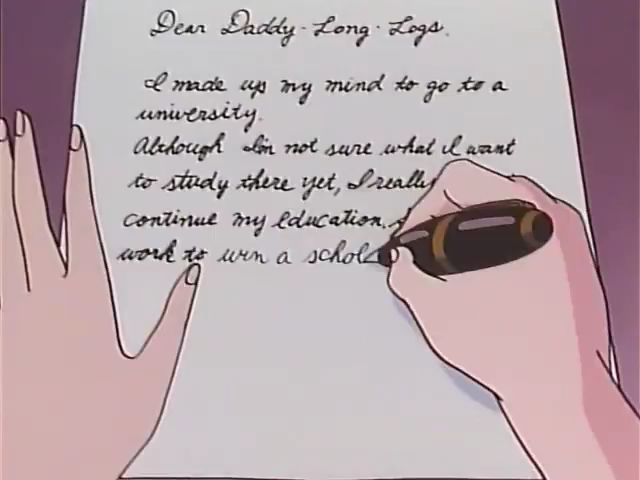 Dear Daddy-Long-Legs.
I made up my mind to go to a
university.
Although I'm not sure what I want
to study there yet, I really
continue my education.
work to win a schol